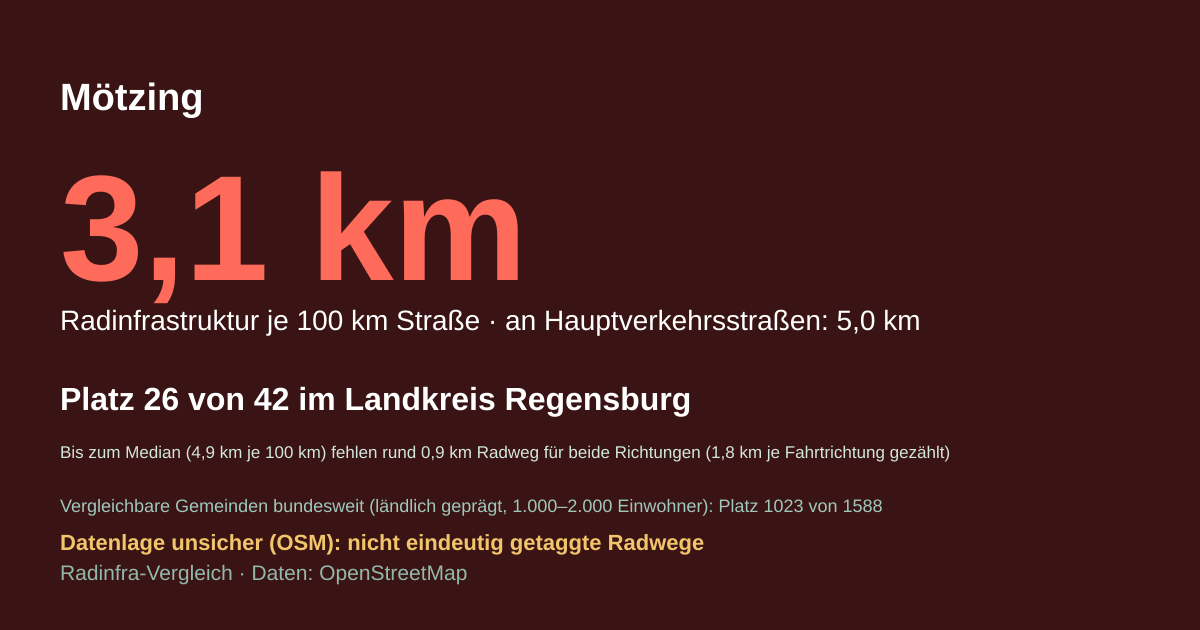 Mötzing
3,1 km
Radinfrastruktur je 100 km Straße · an Hauptverkehrsstraßen: 5,0 km
Platz 26 von 42 im Landkreis Regensburg
Bis zum Median (4,9 km je 100 km) fehlen rund 0,9 km Radweg für beide Richtungen (1,8 km je Fahrtrichtung gezählt)
Vergleichbare Gemeinden bundesweit (ländlich geprägt, 1.000–2.000 Einwohner): Platz 1023 von 1588
Datenlage unsicher (OSM): nicht eindeutig getaggte Radwege
Radinfra-Vergleich · Daten: OpenStreetMap